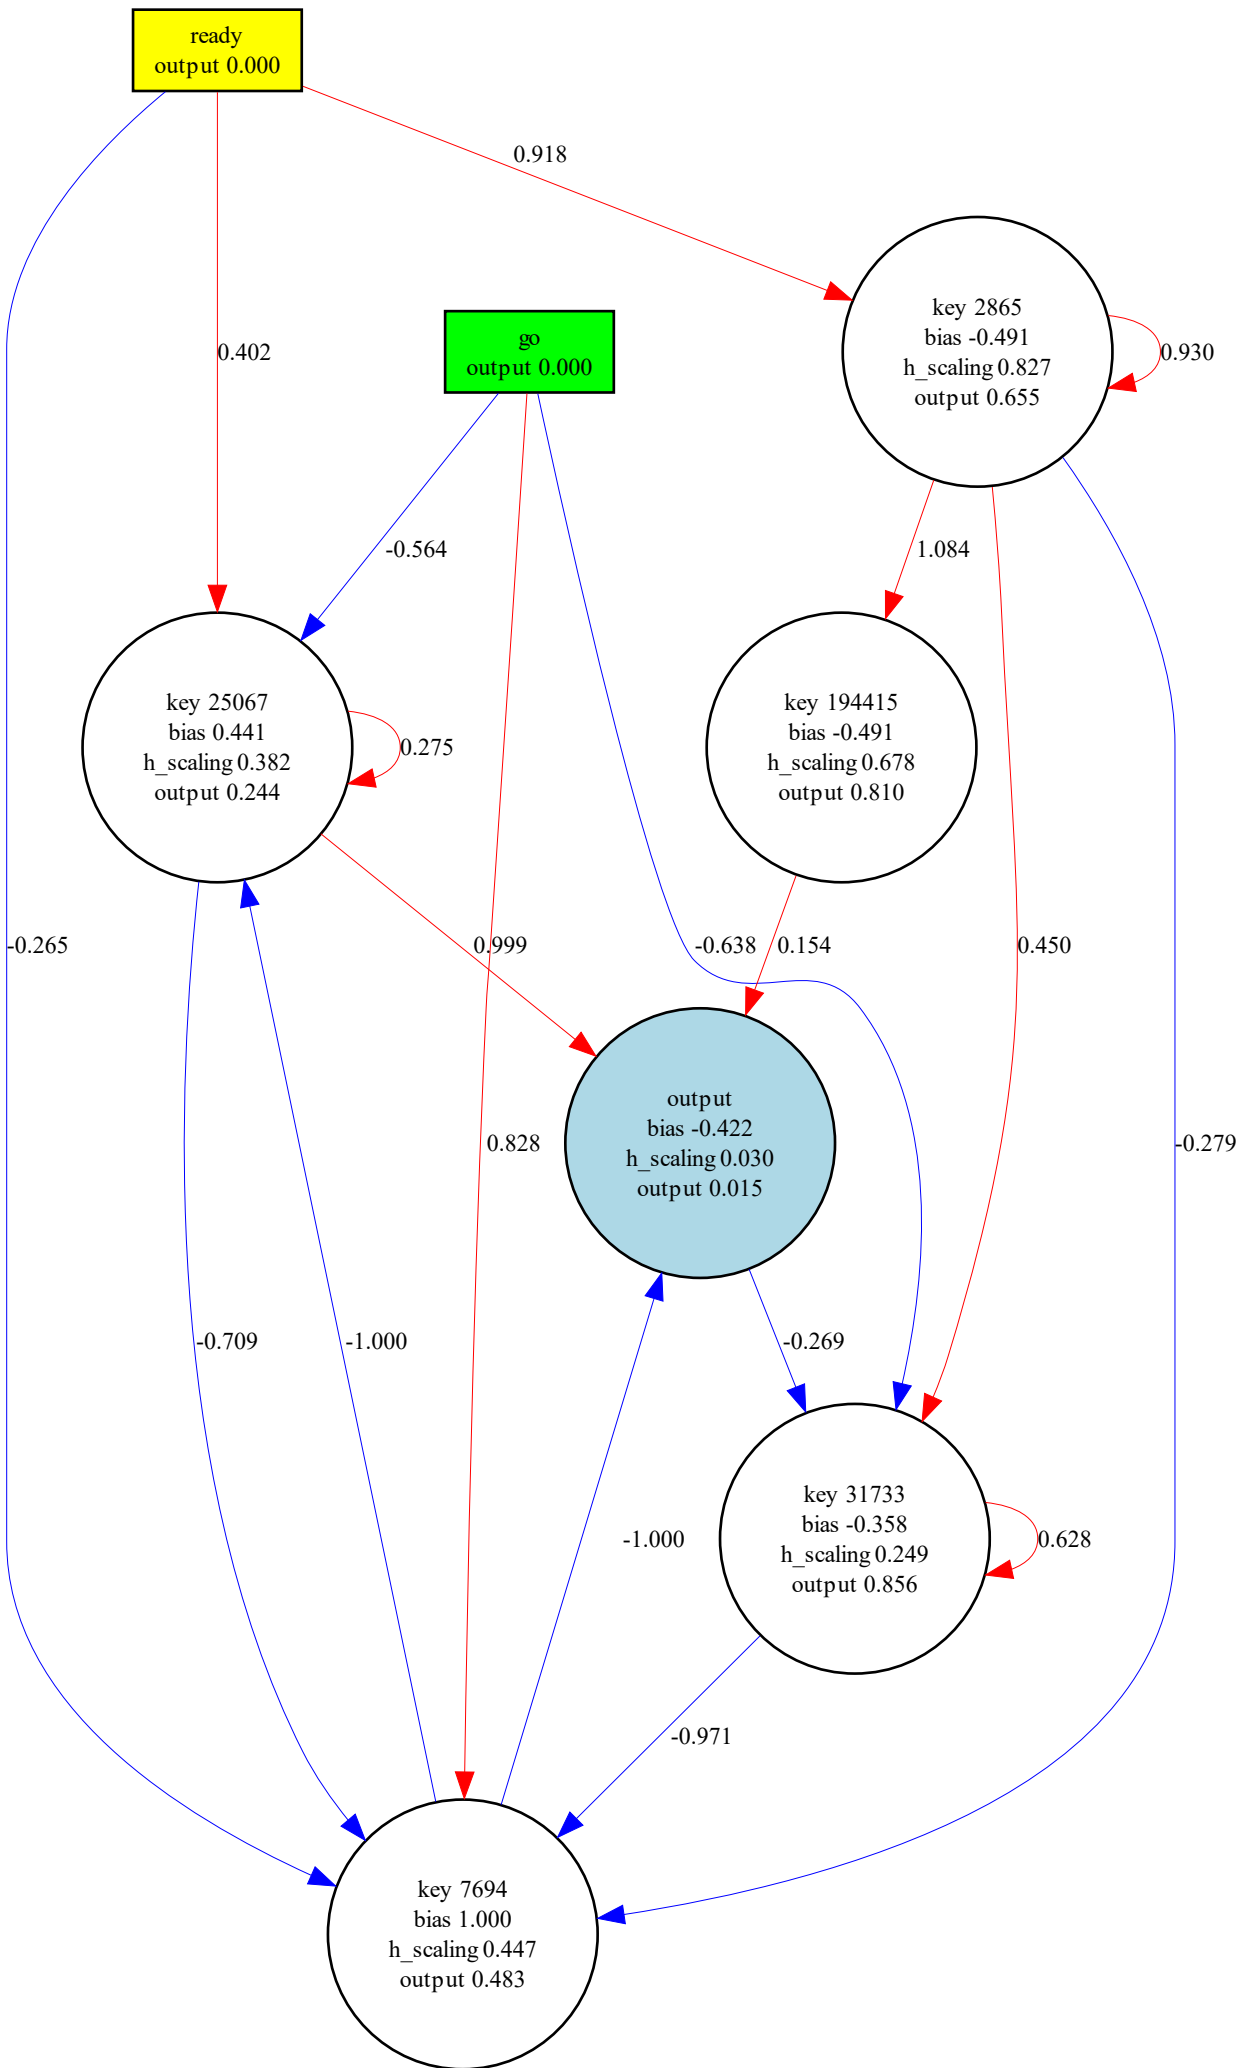 ready
output 0.000
0.918
go
output 0.000
0.402
key 2865
bias -0.491
h_scaling 0.827
output 0.655
0.930
-0.564
1.084
key 25067
bias 0.441
h_scaling 0.382
output 0.244
0.275
key 194415
bias -0.491
h_scaling 0.678
output 0.810
-0.265
0.999
-0.638
0.154
0.450
output
bias -0.422
h_scaling 0.030
output 0.015
0.828
-0.279
-0.709
-1.000
-0.269
-1.000
key 31733
bias -0.358
h_scaling 0.249
output 0.856
0.628
-0.971
key 7694
bias 1.000
h_scaling 0.447
output 0.483